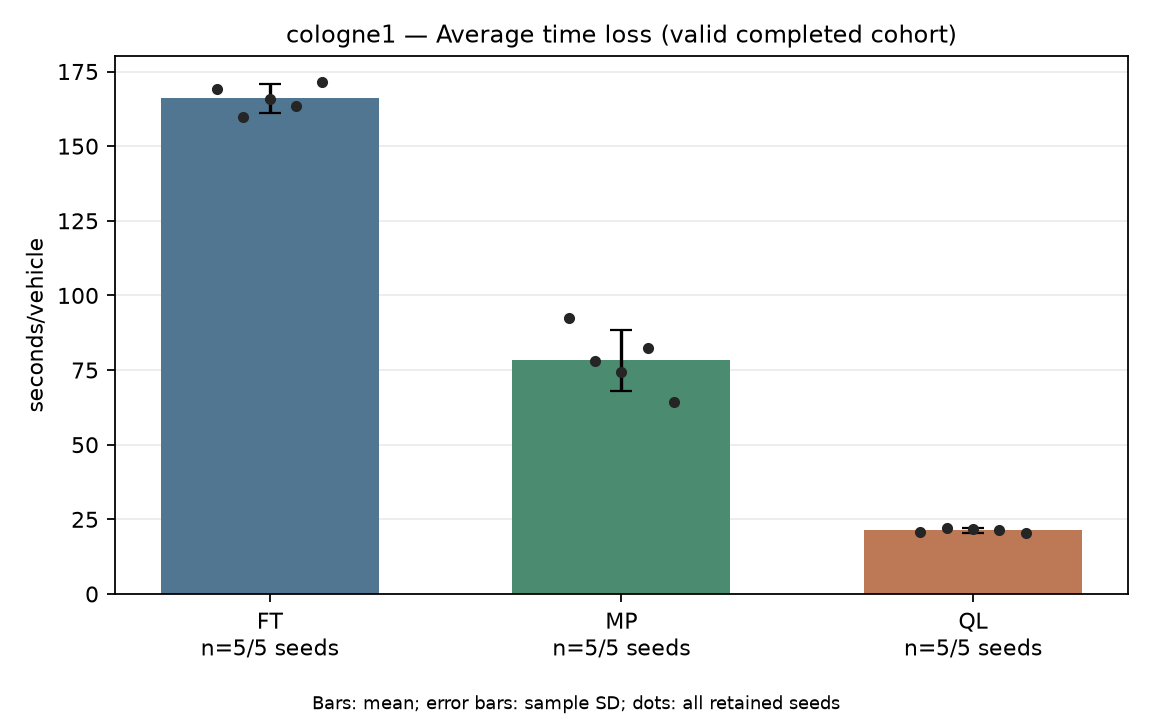 cologne1 — Average time loss (valid completed cohort)
seconds/vehicle
175
150
125
100
75
50
25
0
FT
n=5/5 seeds
MP
n=5/5 seeds
QL
n=5/5 seeds
Bars: mean; error bars: sample SD; dots: all retained seeds